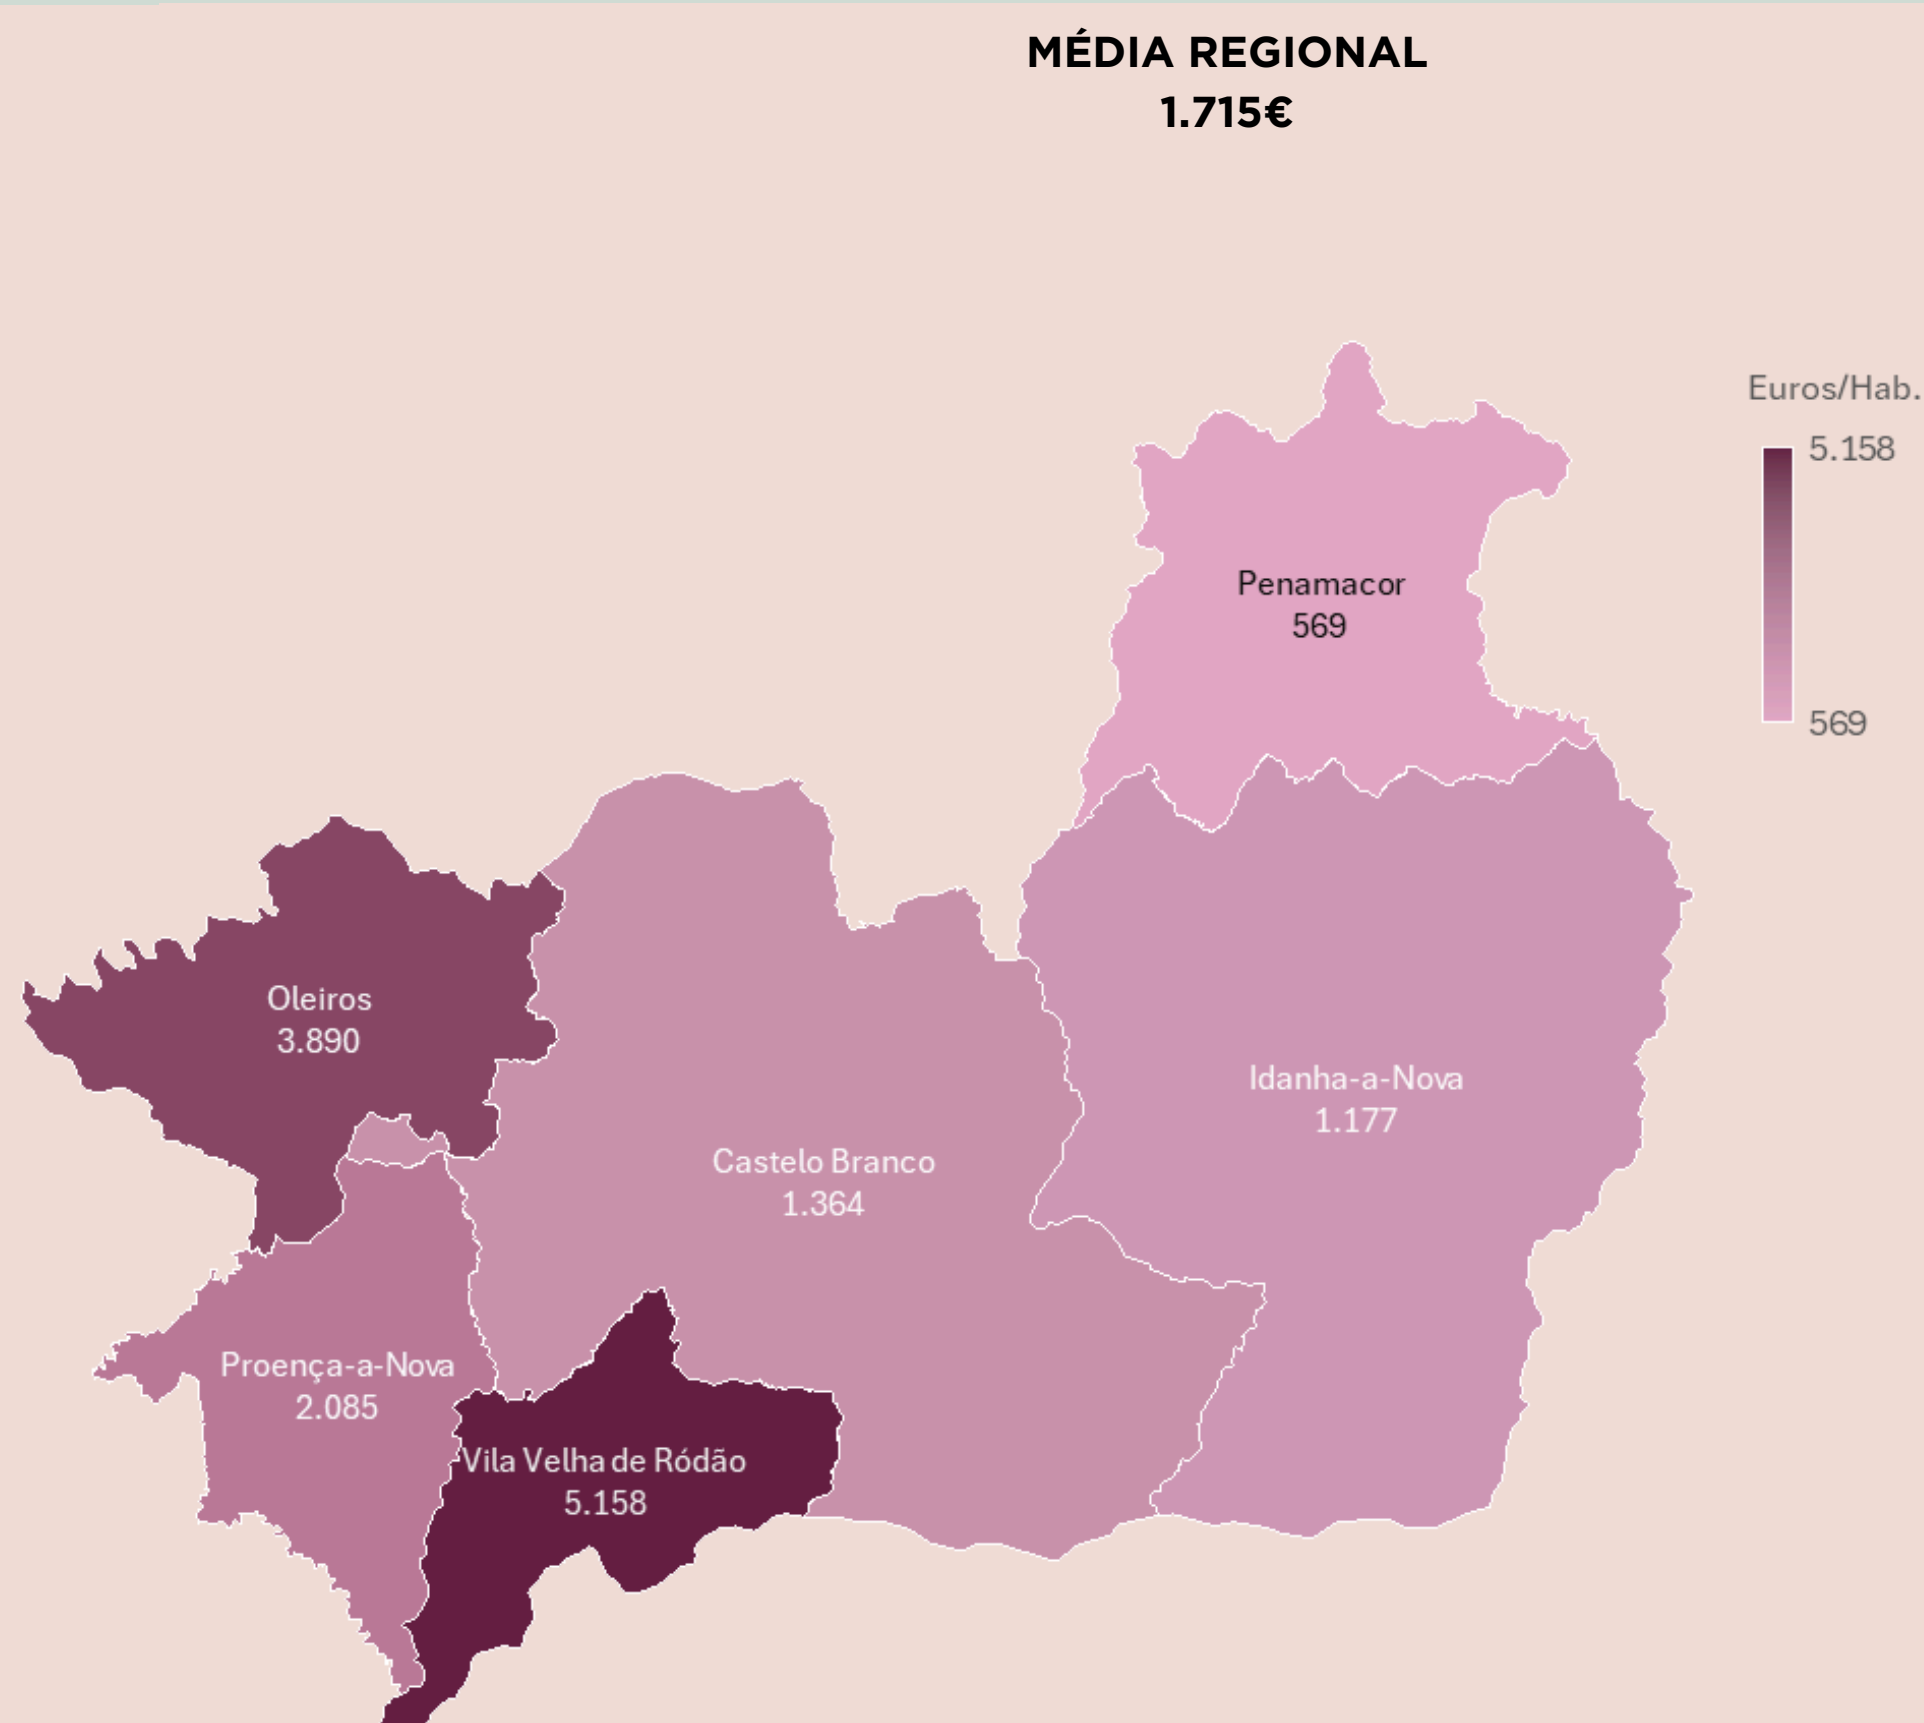 MÉDIA REGIONAL
1.715€
Euros/Hab.
5.158
569
Penamacor
569
Oleiros
3.890
Idanha-a-Nova
1.177
Castelo Branco
1.364
Proença-a-Nova
2.085
Vila Velha de Ródão
5.158